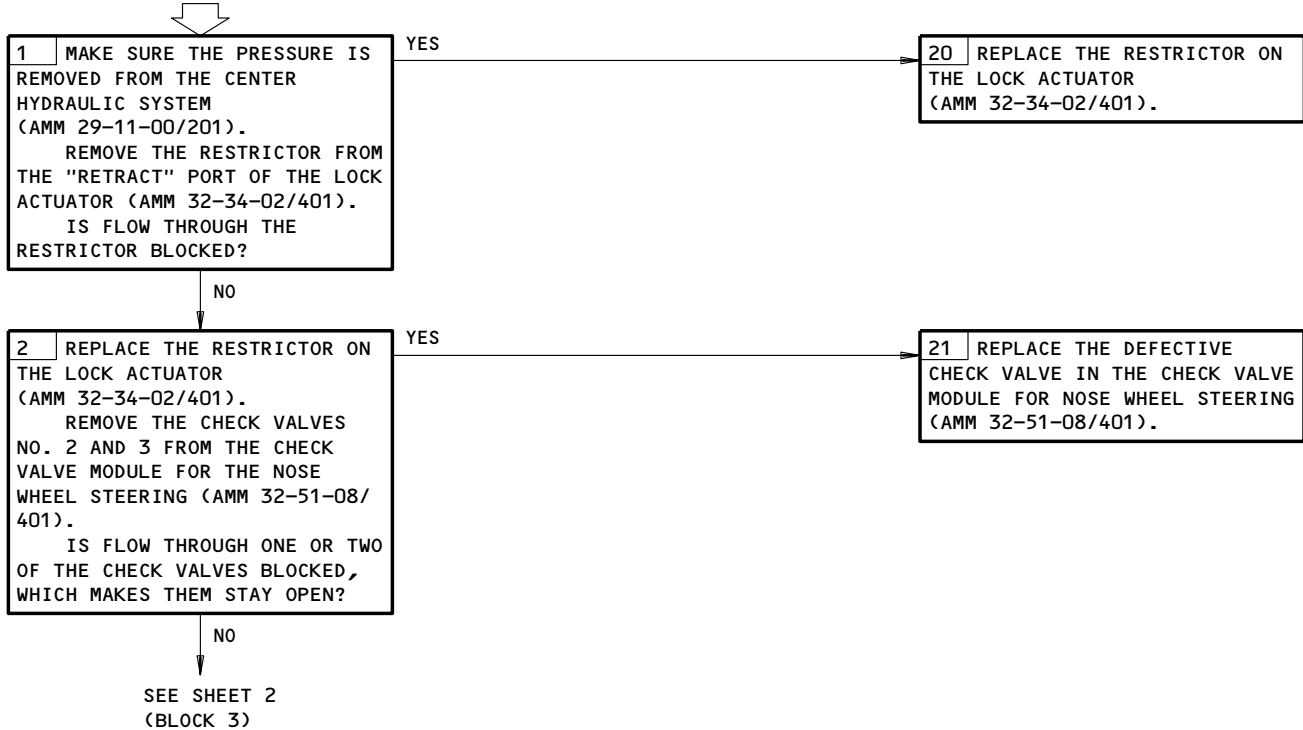 1 MAKE SURE THE PRESSURE IS
REMOVED FROM THE CENTER
HYDRAULIC SYSTEM
(AMM 29-11-00/201).
REMOVE THE RESTRICTOR FROM
THE "RETRACT" PORT OF THE LOCK
ACTUATOR (AMM 32-34-02/401).
IS FLOW THROUGH THE
RESTRICTOR BLOCKED?
YES
20 REPLACE THE RESTRICTOR ON
THE LOCK ACTUATOR
(AMM 32-34-02/401).
NO
2 REPLACE THE RESTRICTOR ON
THE LOCK ACTUATOR
(AMM 32-34-02/401).
REMOVE THE CHECK VALVES
NO. 2 AND 3 FROM THE CHECK
VALVE MODULE FOR THE NOSE
WHEEL STEERING (AMM 32-51-08/
401).
IS FLOW THROUGH ONE OR TWO
OF THE CHECK VALVES BLOCKED,
WHICH MAKES THEM STAY OPEN?
YES
21 REPLACE THE DEFECTIVE
CHECK VALVE IN THE CHECK VALVE
MODULE FOR NOSE WHEEL STEERING
(AMM 32-51-08/401).
NO
SEE SHEET 2
(BLOCK 3)